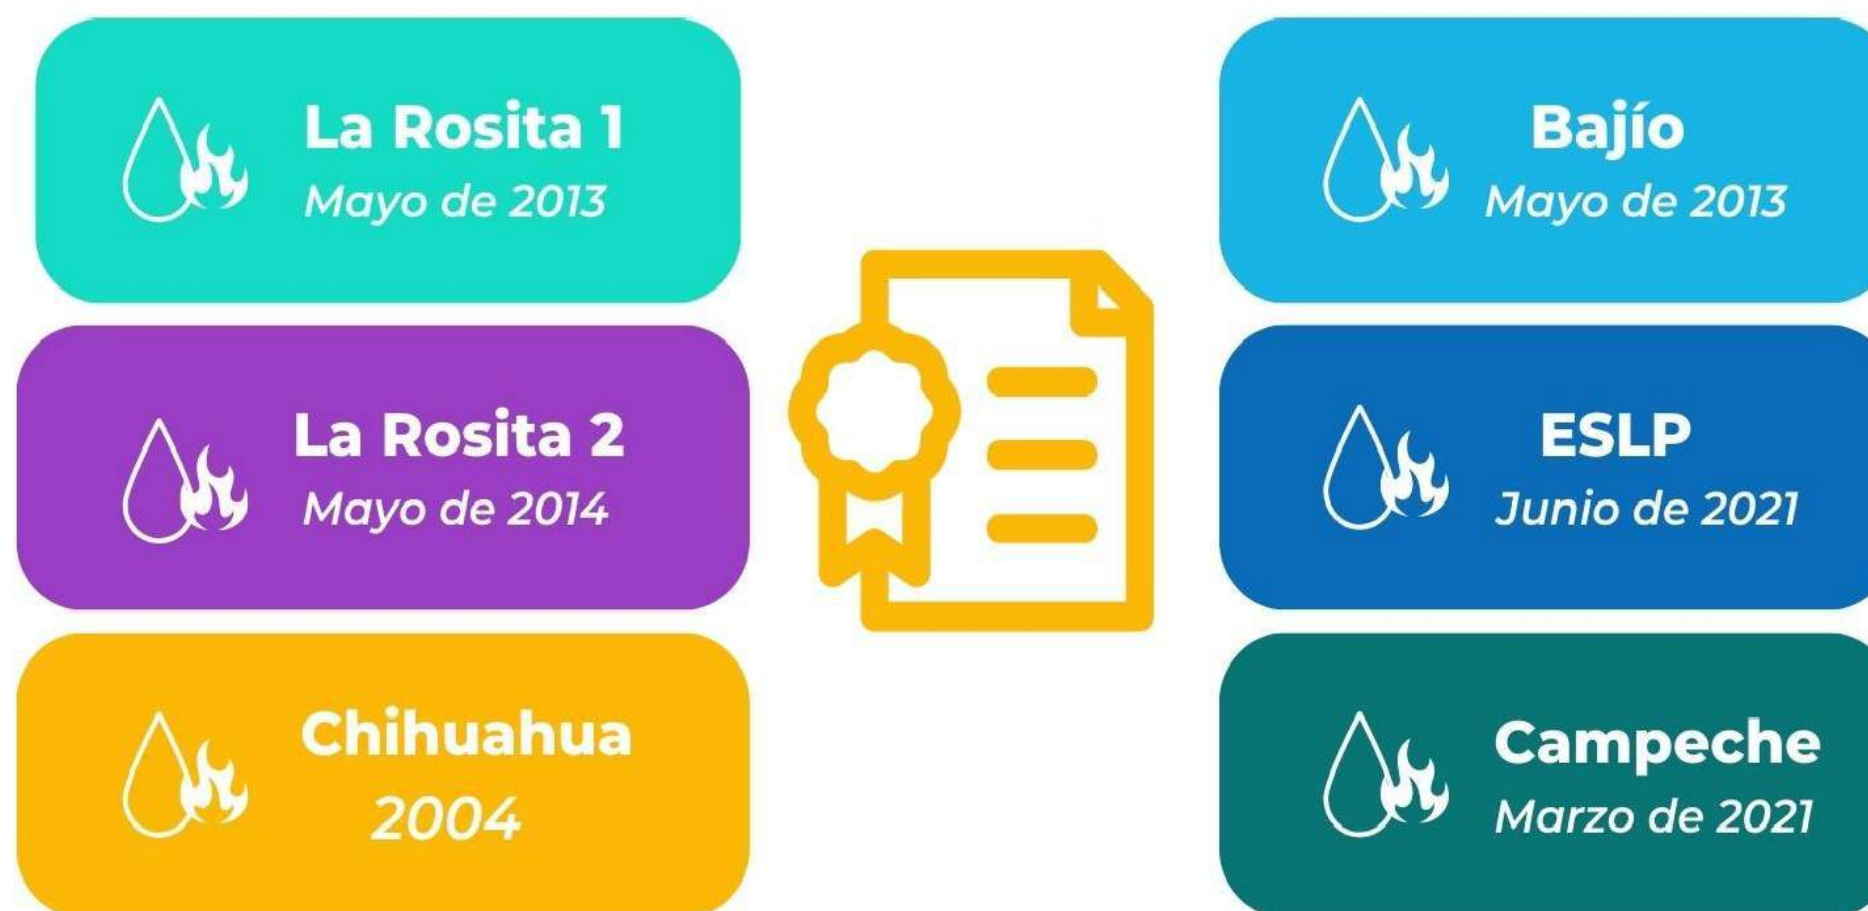 La Rosita 1
Mayo de 2013
La Rosita 2
Mayo de 2014
Chihuahua
2004
Bajío
Mayo de 2013
ESLP
Junio de 2021
Campeche
Marzo de 2021